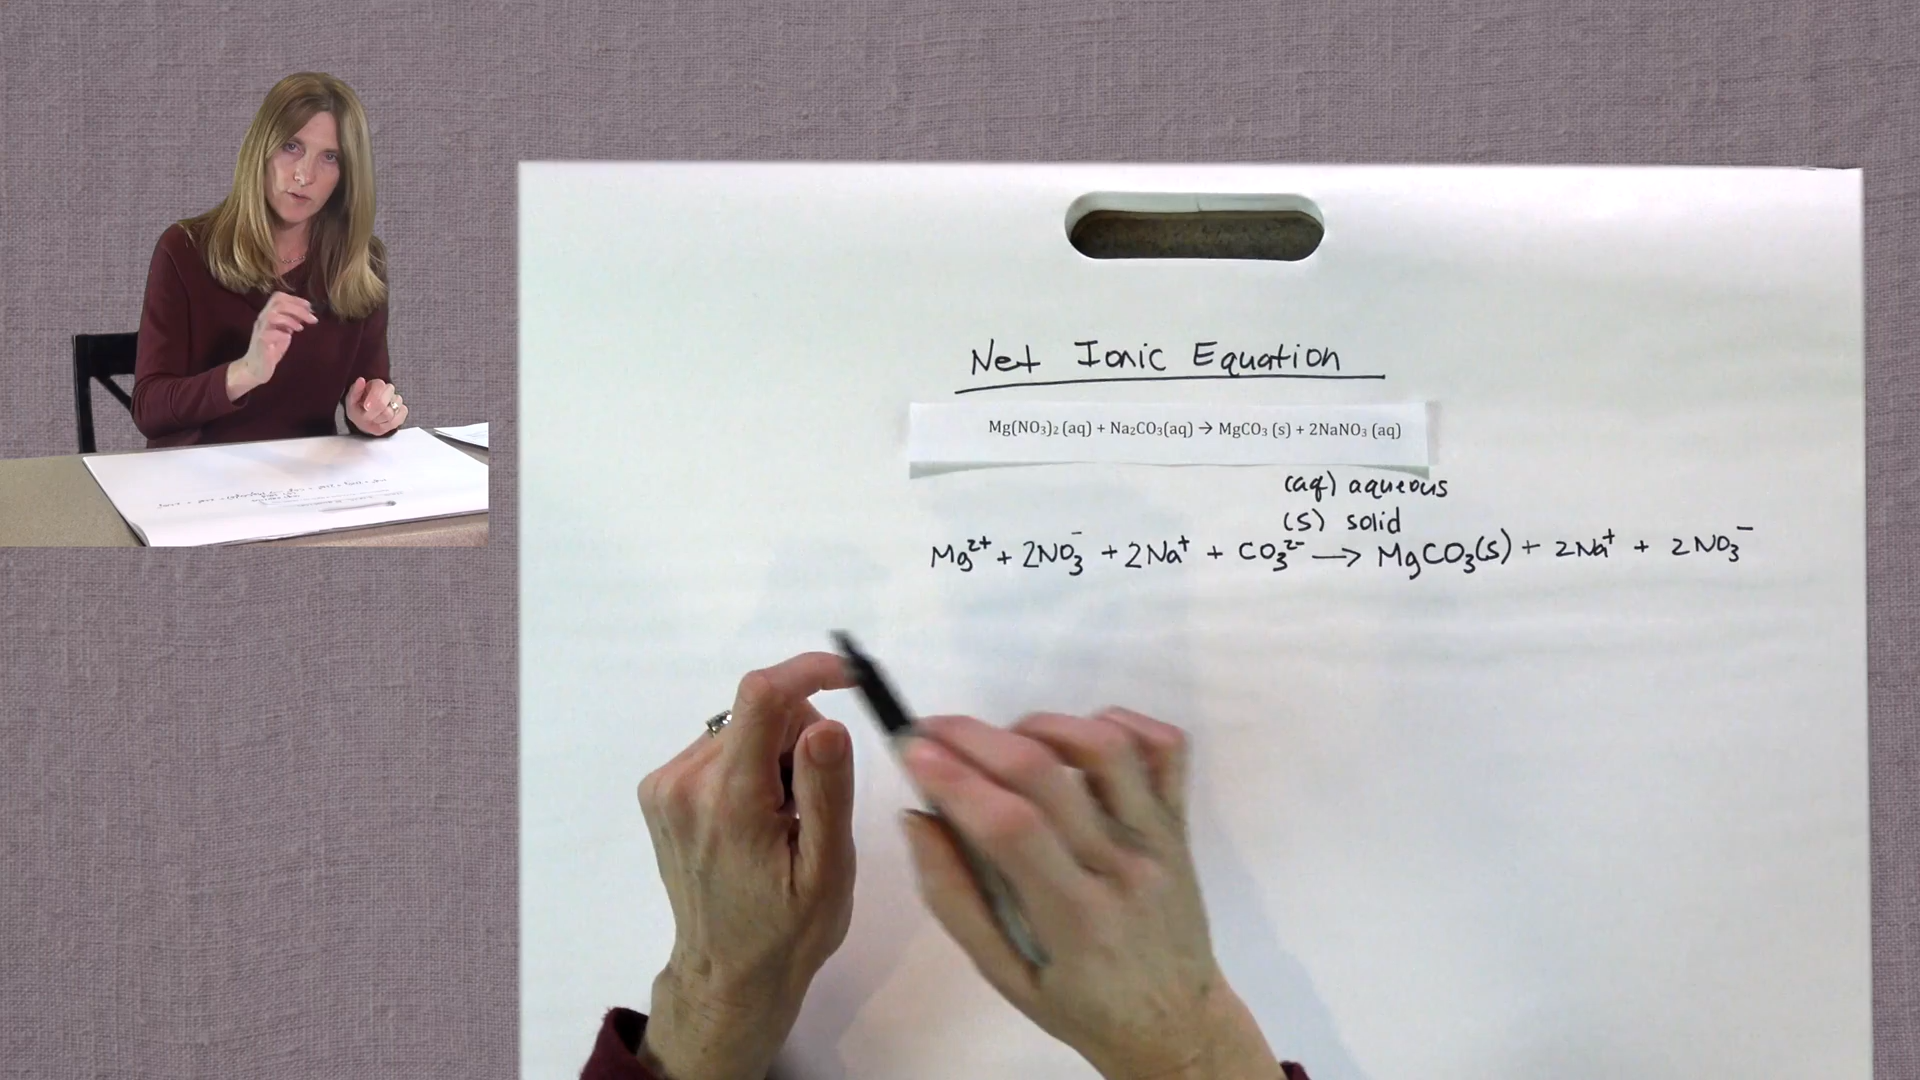 Net Ionic Equation
Mg(NO₃)₂ (aq) + Na₂CO₃(aq) → MgCO₃ (s) + 2NaNO₃ (aq)
(aq) aqueous
(s) solid
Mg²⁺ + 2NO₃⁻ + 2Na⁺ + CO₃²⁻ → MgCO₃(s) + 2Na⁺ + 2NO₃⁻